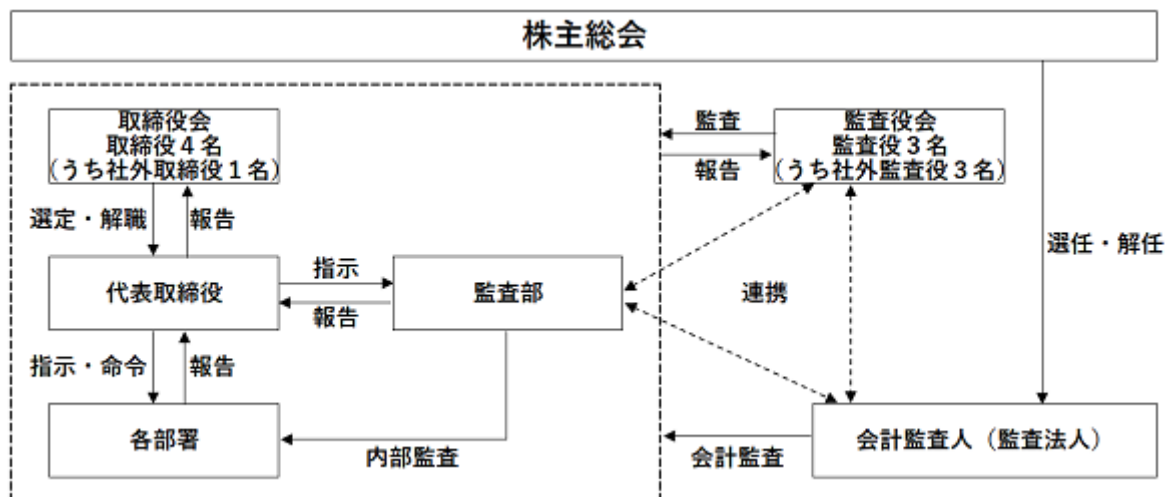 株主総会
取締役会
取締役４名
（うち社外取締役１名）
監査
報告
監査役会
監査役３名
（うち社外監査役３名）
選定・解職
報告
選任・解任
代表取締役
指示
報告
監査部
連携
指示・命令
報告
各部署
内部監査
会計監査
会計監査人（監査法人）